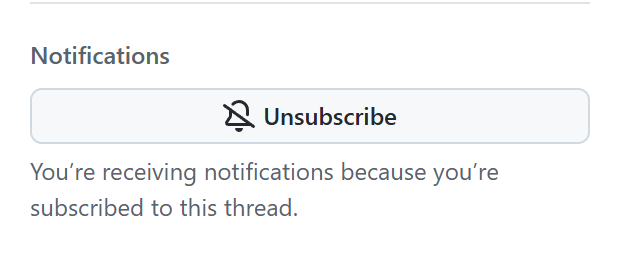 Notifications
Unsubscribe
You’re receiving notifications because you’re
subscribed to this thread.